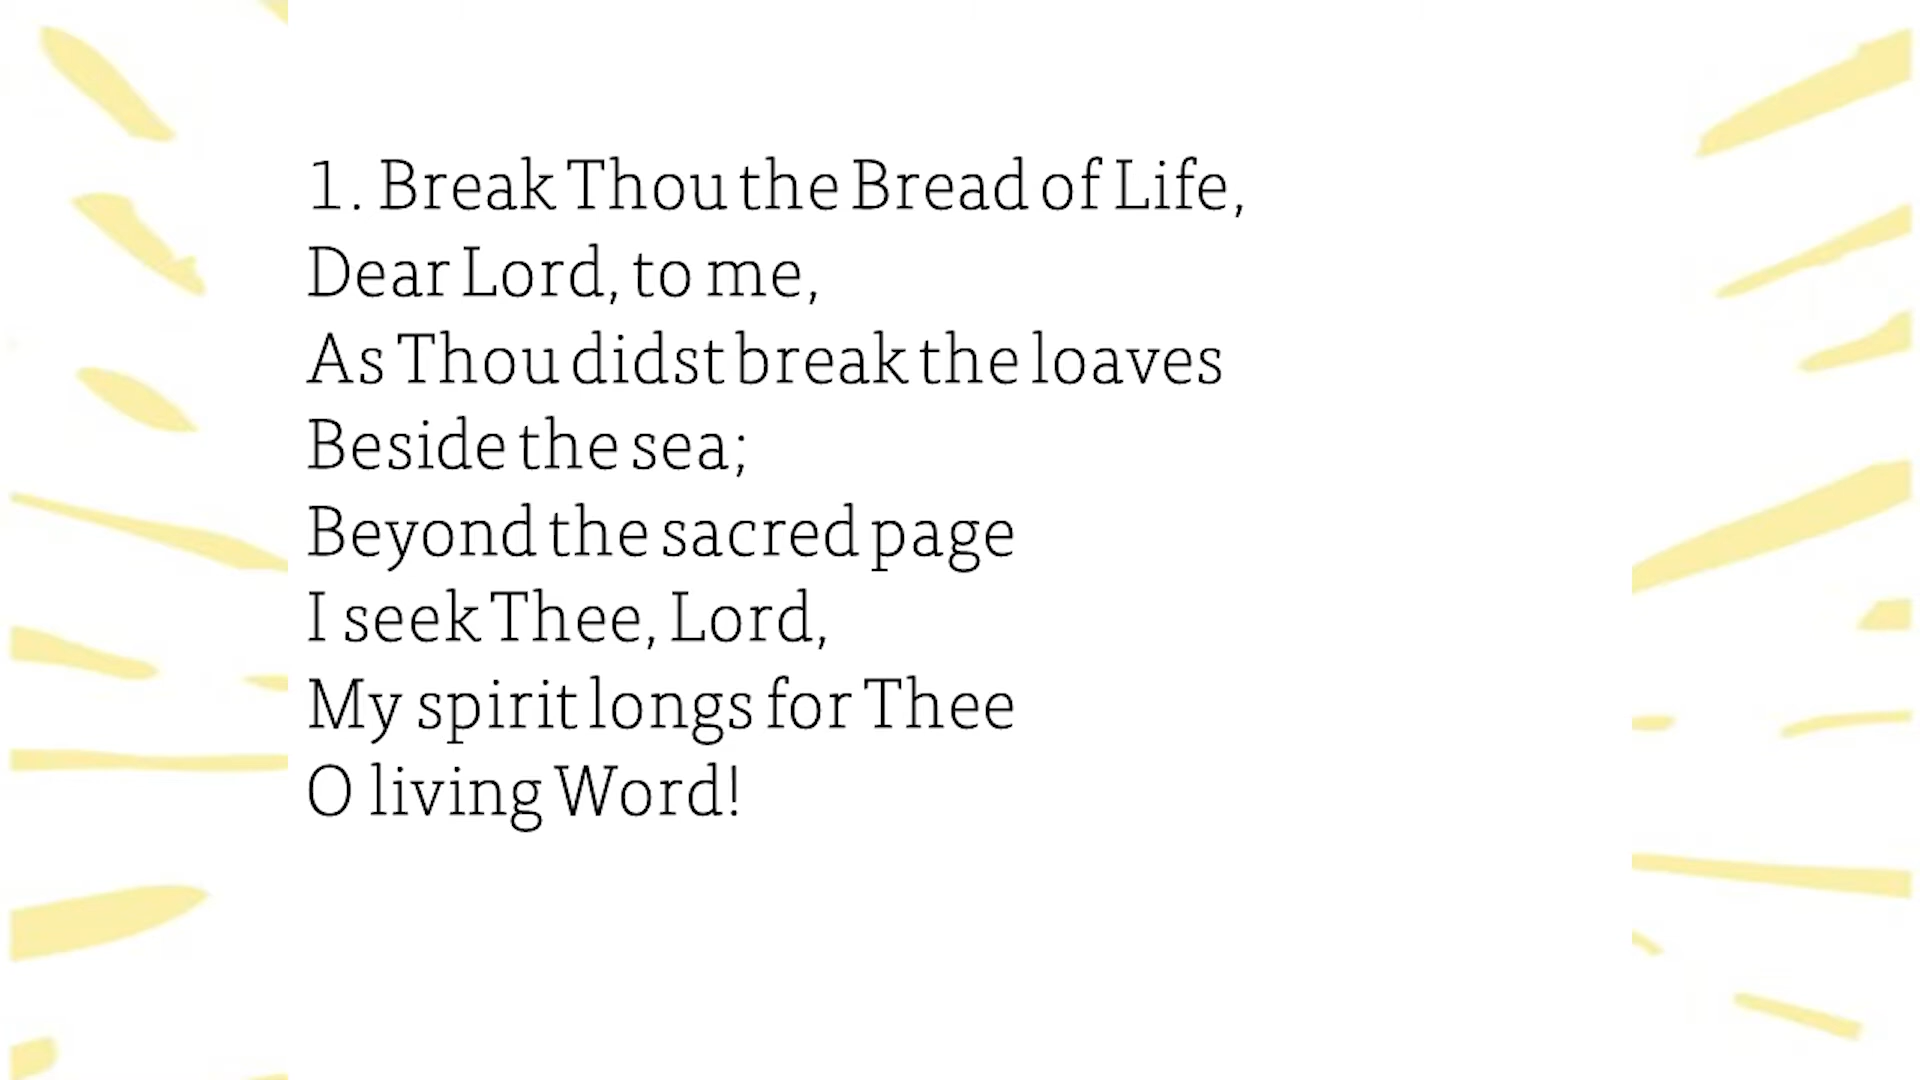 1. Break Thou the Bread of Life,
Dear Lord, to me,
As Thou didst break the loaves
Beside the sea;
Beyond the sacred page
I seek Thee, Lord,
My spirit longs for Thee
O living Word!